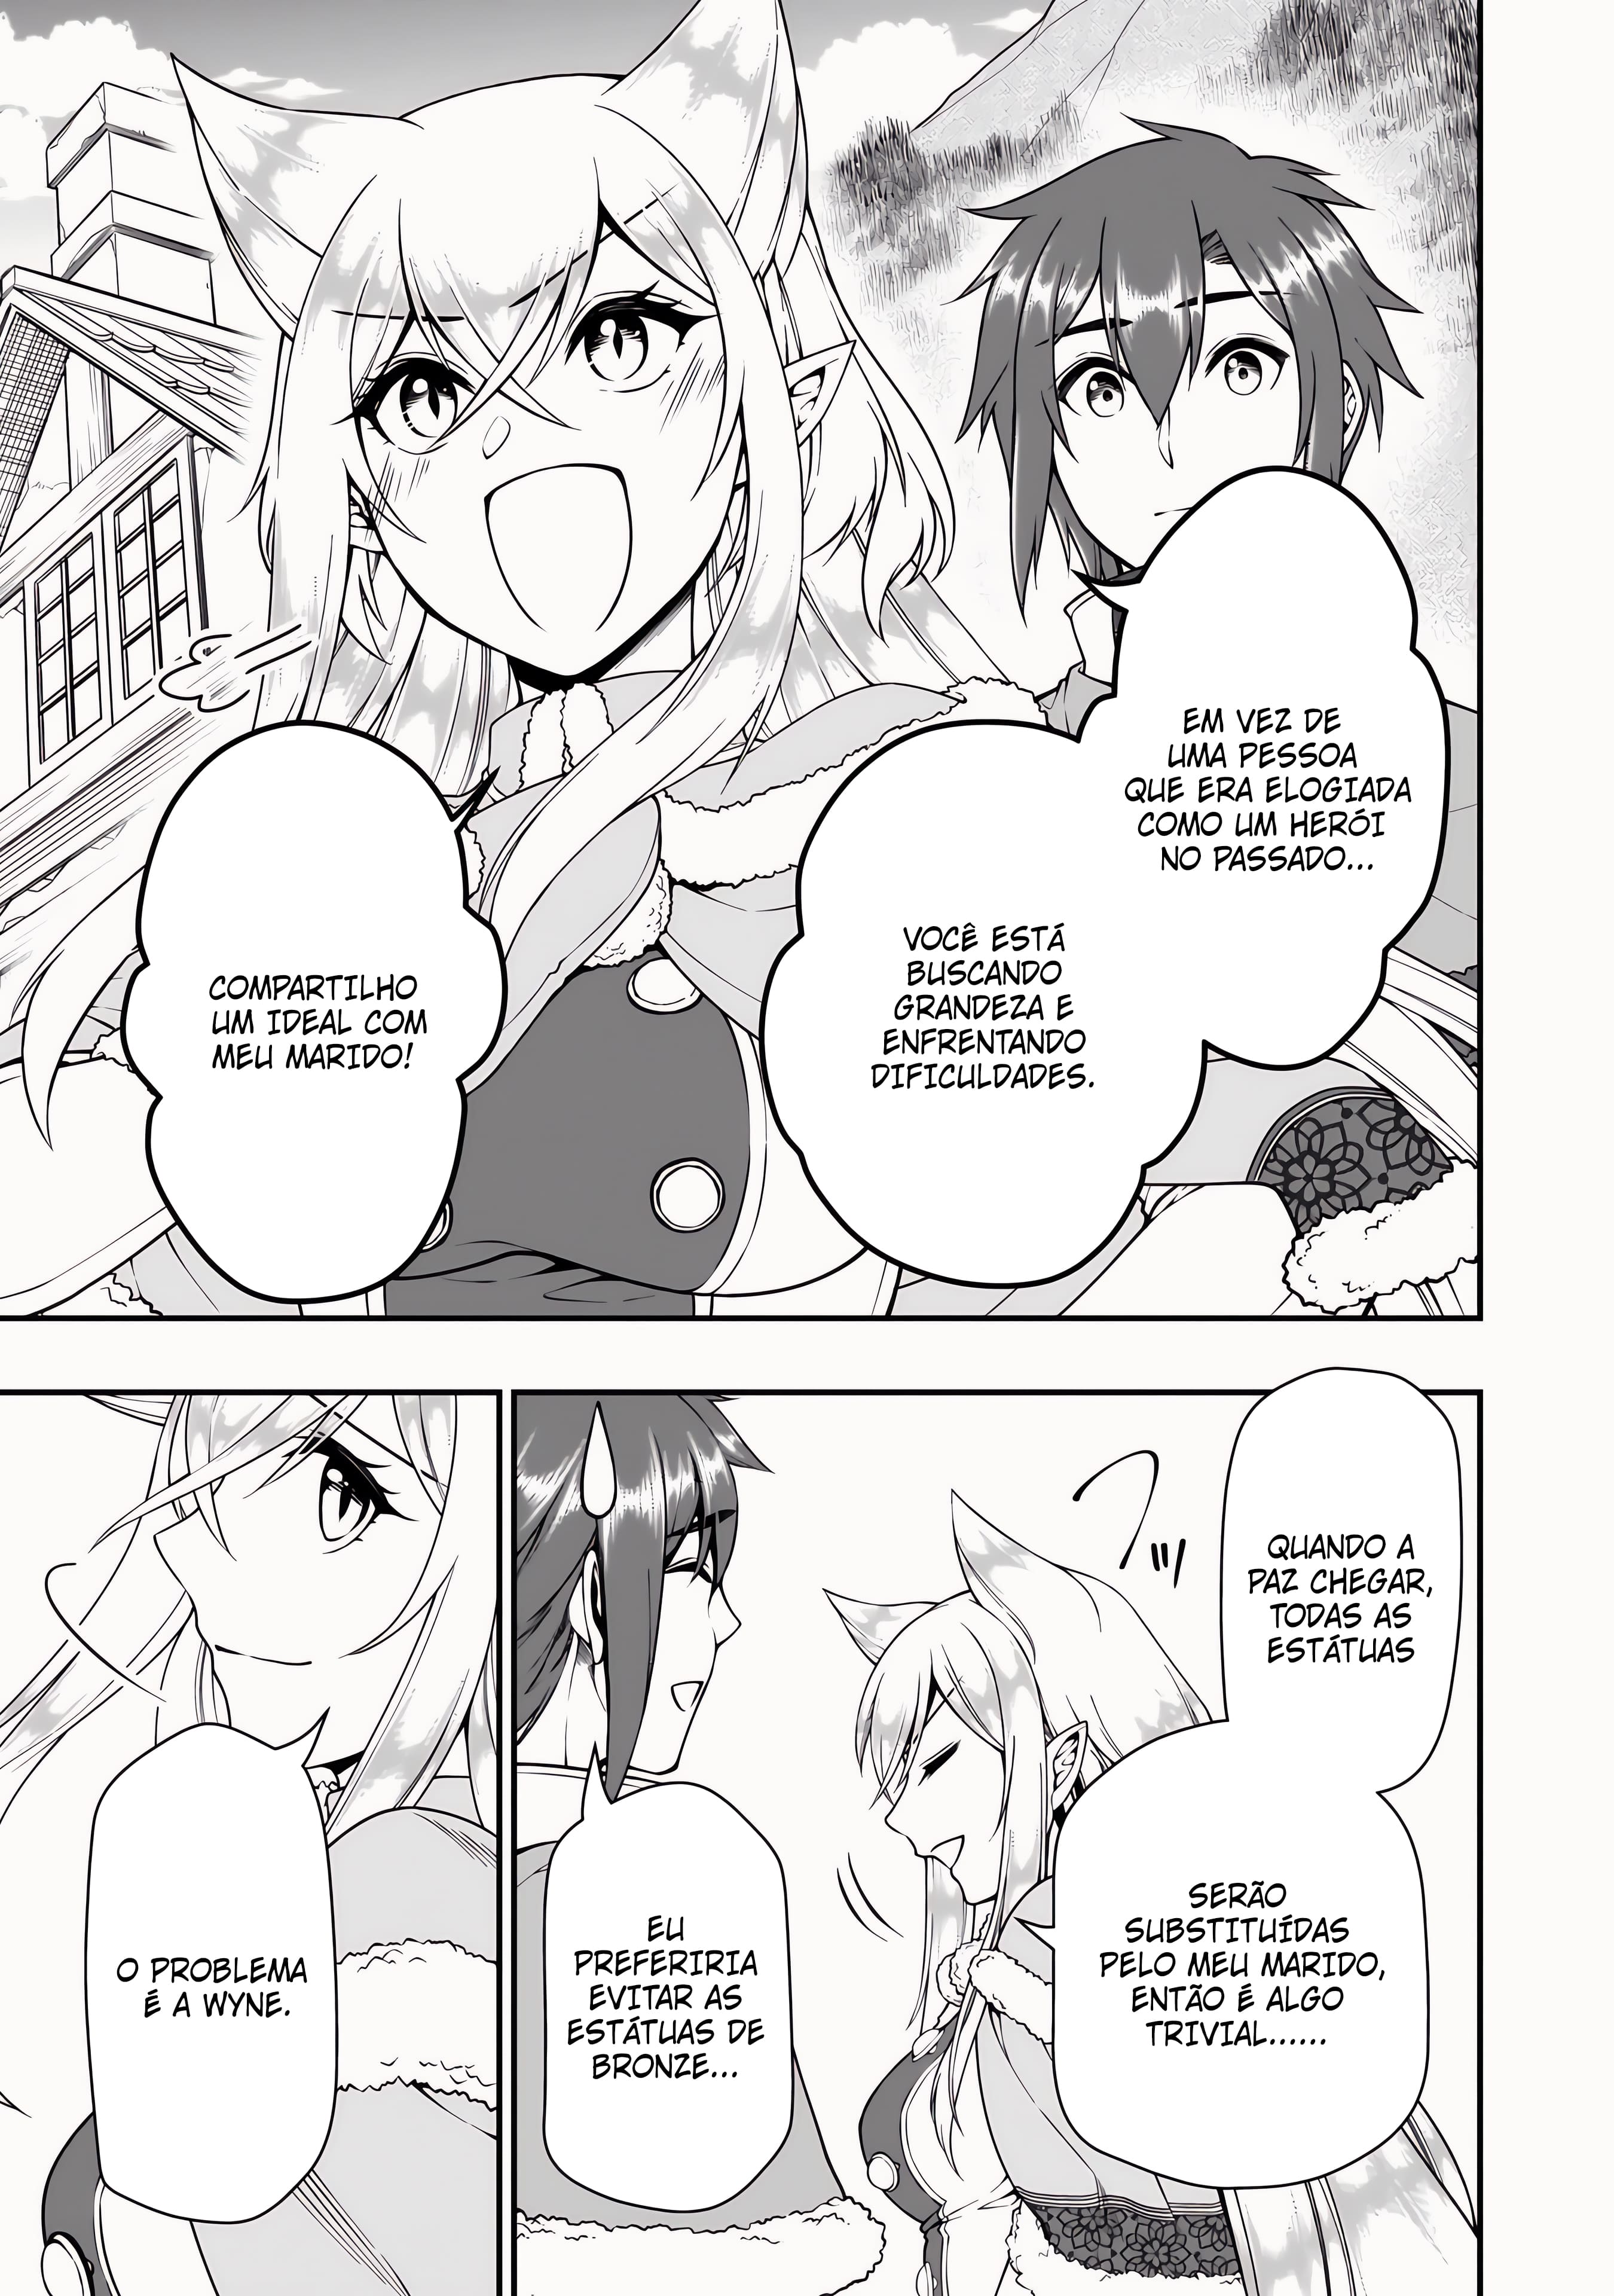 EM VEZ DE
UMA PESSOA
QUE ERA ELOGIADA
COMO UM HERÓI
NO PASSADO...
VOCÊ ESTÁ
BUSCANDO
GRANDEZA E
ENFRENTANDO
DIFICULDADES.
COMPARTILHO
UM IDEAL COM
MEU MARIDO!
QUANDO A
PAZ CHEGAR,
TODAS AS
ESTÁTUAS
SERÃO
SUBSTITUÍDAS
PELO MEU MARIDO,
ENTÃO É ALGO
TRIVIAL......
EU
PREFERIRIA
EVITAR AS
ESTÁTUAS DE
BRONZE...
O PROBLEMA
É A WYNE.